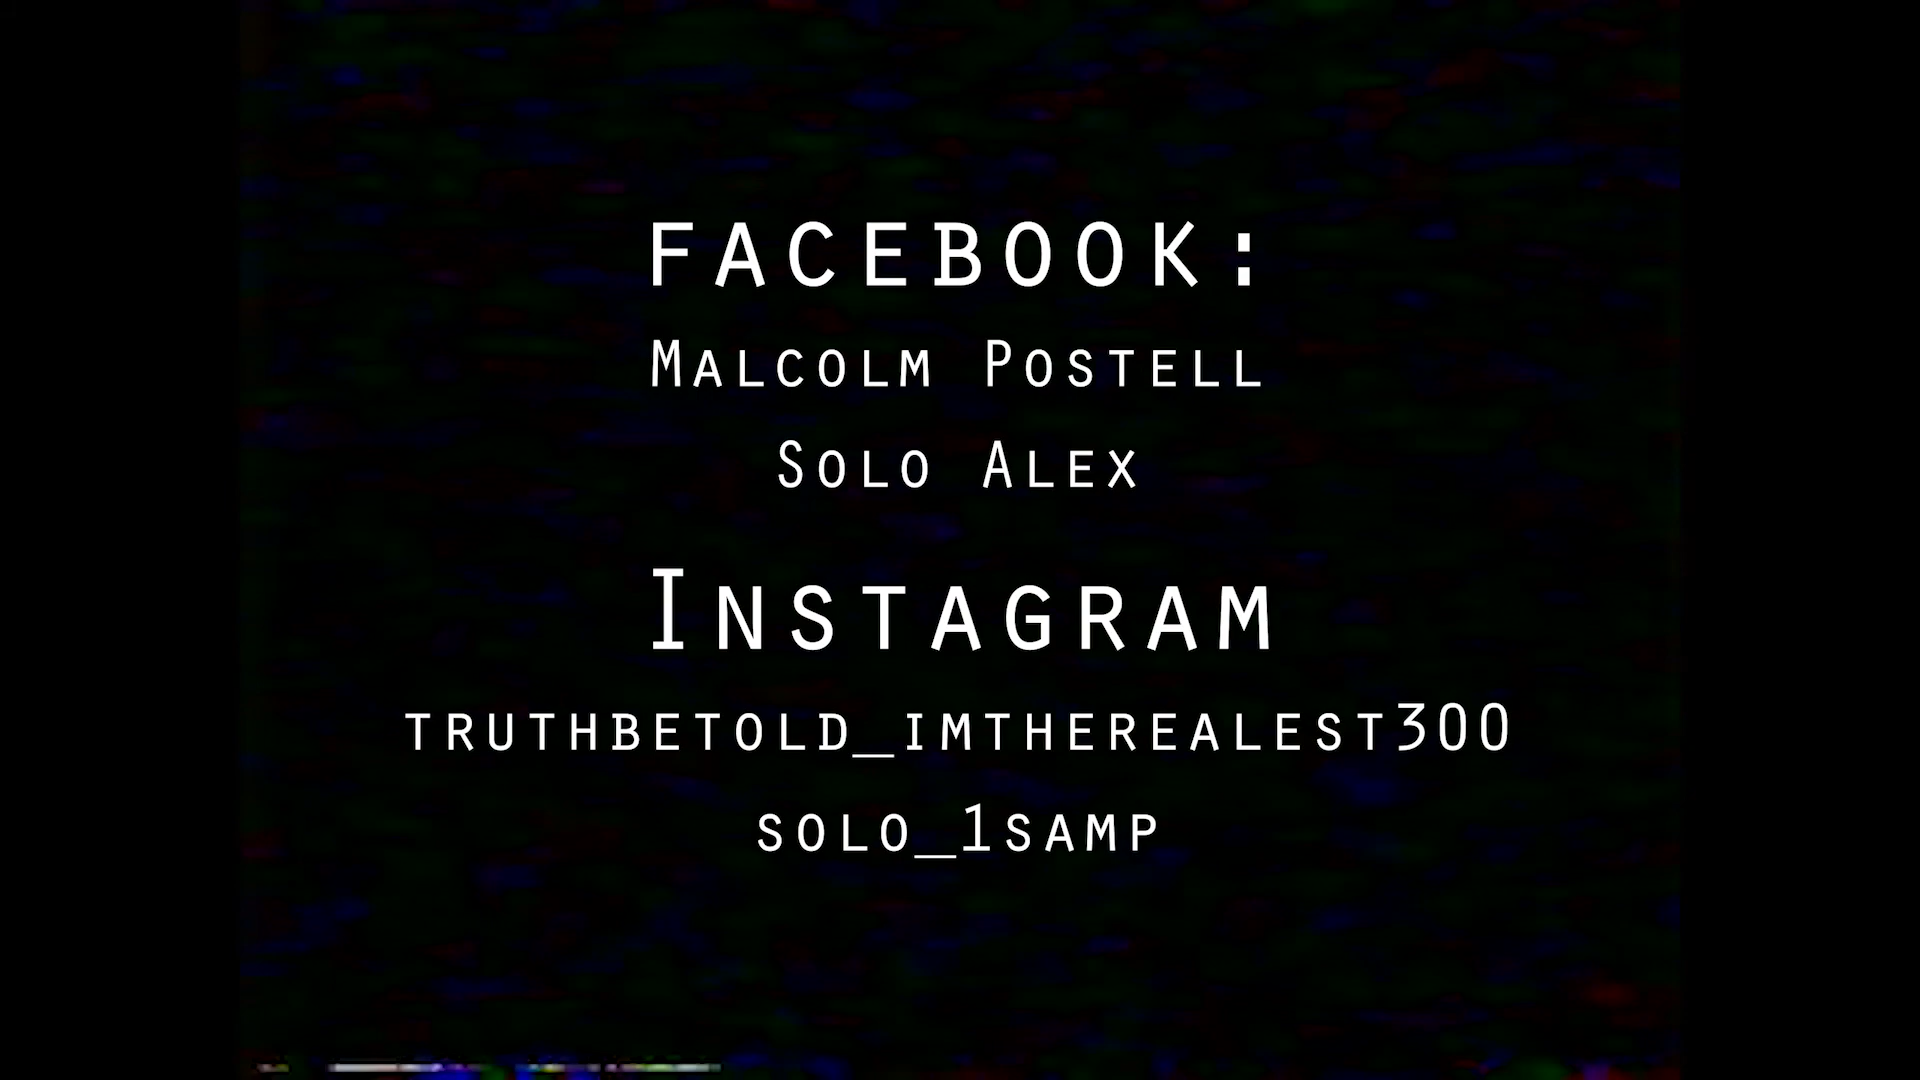 FACEBOOK:
Malcolm Postell
Solo Alex
Instagram
truthbetold_imtherealest300
solo_1samp